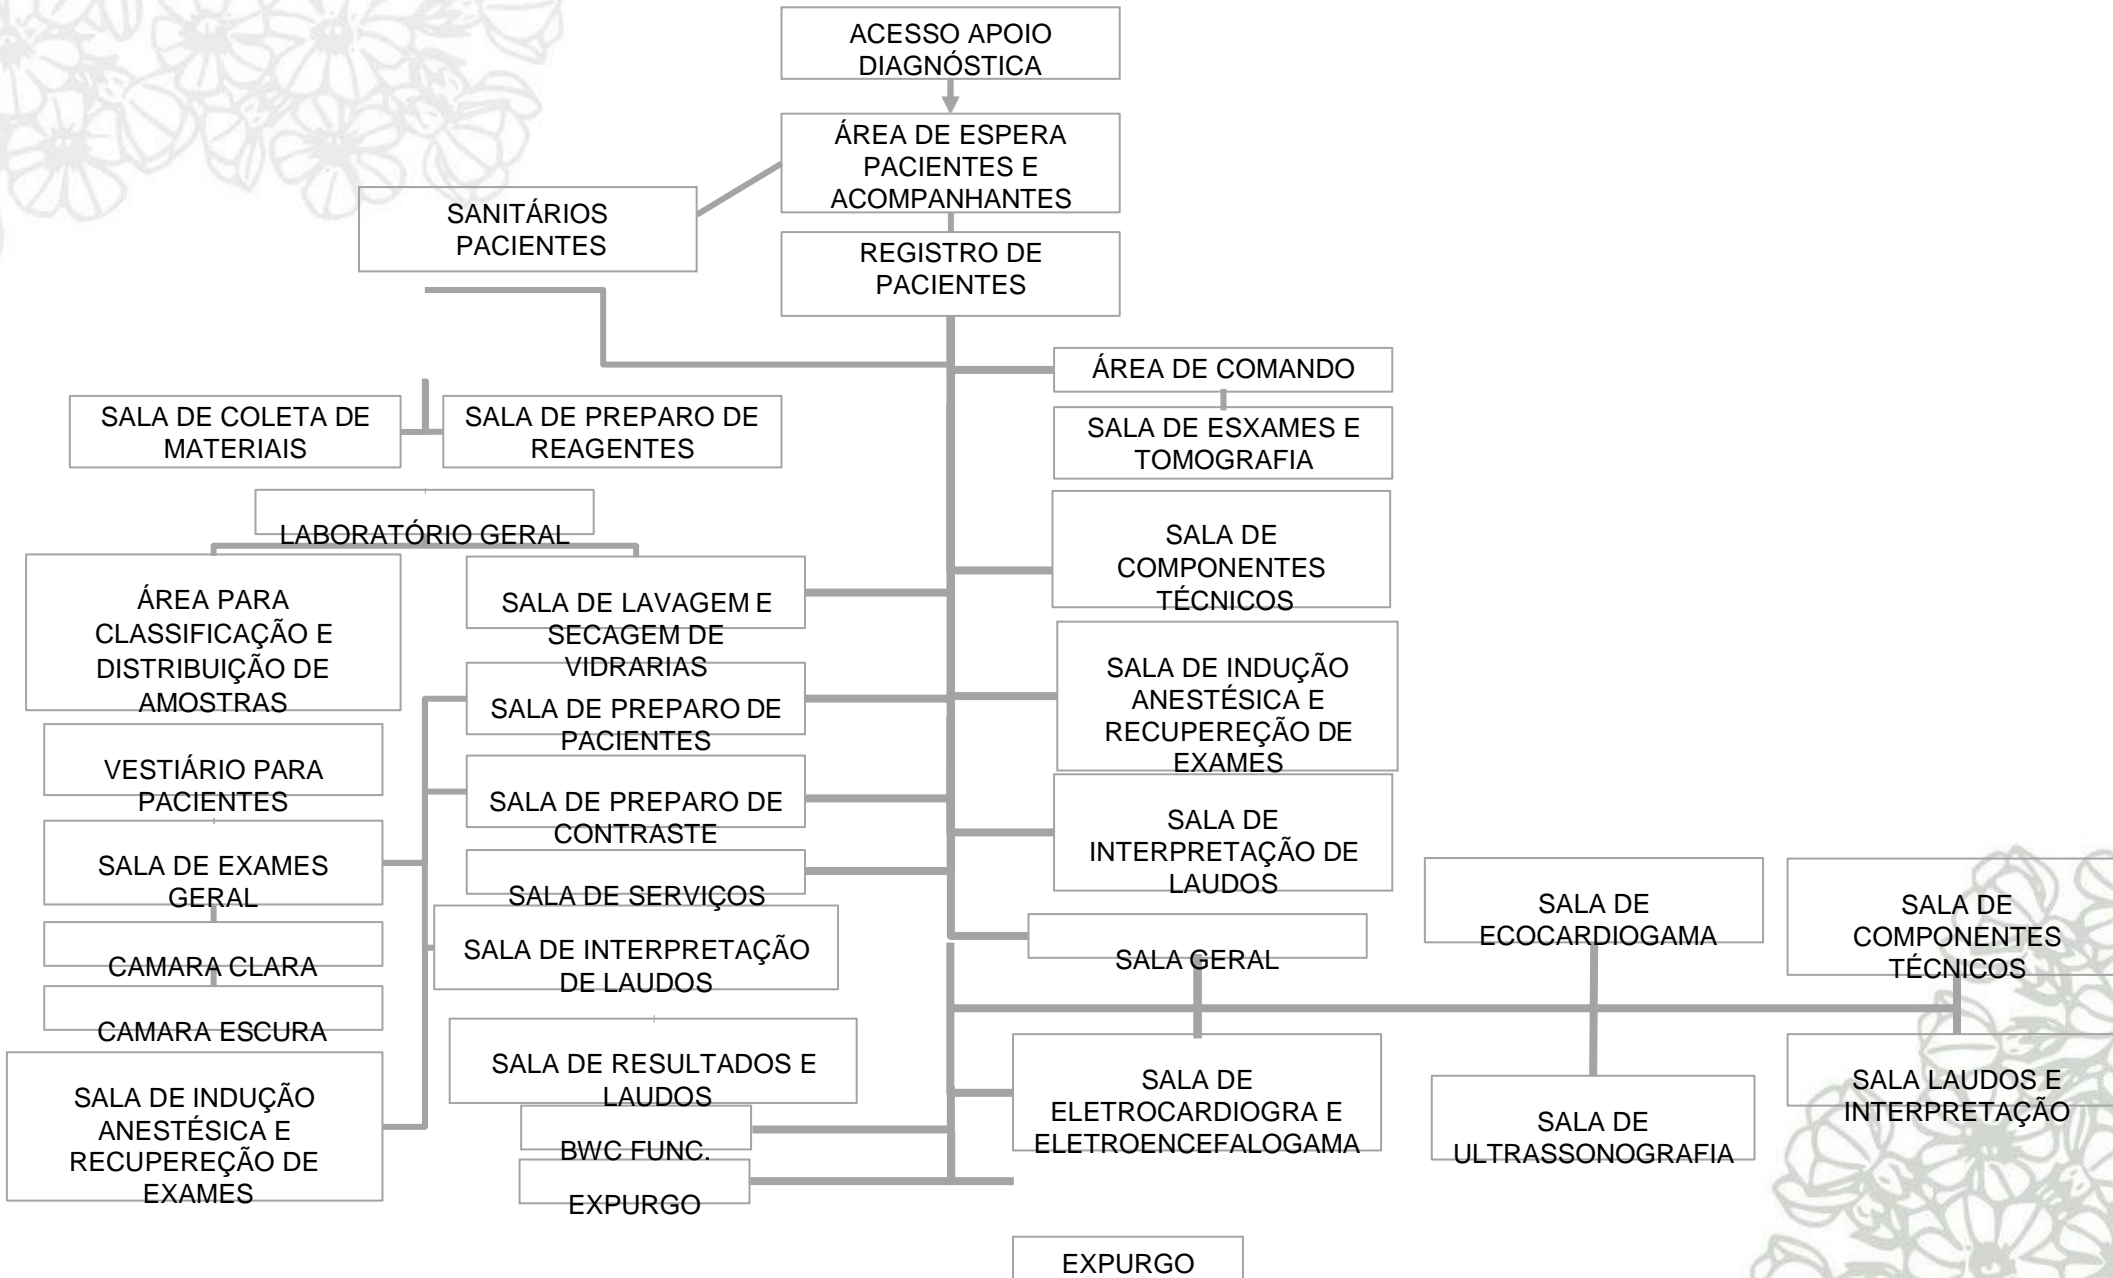 ACESSO APOIO
DIAGNÓSTICA
ÁREA DE ESPERA
PACIENTES E
ACOMPANHANTES
SANITÁRIOS
PACIENTES
REGISTRO DE
PACIENTES
ÁREA DE COMANDO
SALA DE ESXAMES E
TOMOGRAFIA
SALA DE COLETA DE
MATERIAIS
SALA DE PREPARO DE
REAGENTES
LABORATÓRIO GERAL
ÁREA PARA
CLASSIFICAÇÃO E
DISTRIBUIÇÃO DE
AMOSTRAS
SALA DE LAVAGEM E
SECAGEM DE
VIDRARIAS
SALA DE
COMPONENTES
TÉCNICOS
SALA DE PREPARO DE
PACIENTES
SALA DE INDUÇÃO
ANESTÉSICA E
RECUPEREÇÃO DE
EXAMES
VESTIÁRIO PARA
PACIENTES
SALA DE PREPARO DE
CONTRASTE
SALA DE
INTERPRETAÇÃO DE
LAUDOS
SALA DE EXAMES
GERAL
SALA DE SERVIÇOS
SALA DE
ECOCARDIOGAMA
SALA DE
COMPONENTES
TÉCNICOS
CAMARA CLARA
SALA DE INTERPRETAÇÃO
DE LAUDOS
SALA GERAL
CAMARA ESCURA
SALA DE RESULTADOS E
LAUDOS
SALA DE
ELETROCARDIOGRA E
ELETROENCEFALOGAMA
SALA DE
ULTRASSONOGRAFIA
SALA LAUDOS E
INTERPRETAÇÃO
SALA DE INDUÇÃO
ANESTÉSICA E
RECUPEREÇÃO DE
EXAMES
BWC FUNC.
EXPURGO
EXPURGO